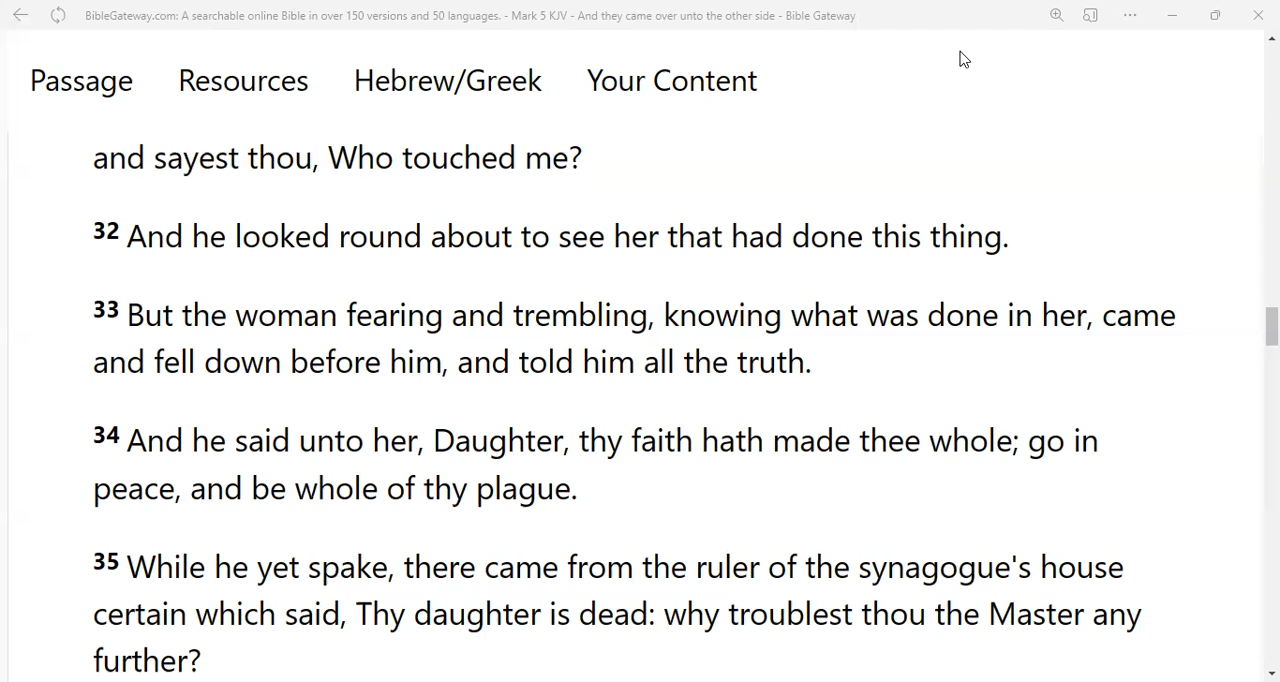 BibleGateway.com: A searchable online Bible in over 150 versions and 50 languages. - Mark 5 KJV - And they came over unto the other side - Bible Gateway
Passage Resources Hebrew/Greek Your Content
and sayest thou, Who touched me?
32 And he looked round about to see her that had done this thing.
33 But the woman fearing and trembling, knowing what was done in her, came
and fell down before him, and told him all the truth.
34 And he said unto her, Daughter, thy faith hath made thee whole; go in
peace, and be whole of thy plague.
35 While he yet spake, there came from the ruler of the synagogue's house
certain which said, Thy daughter is dead: why troublest thou the Master any
further?